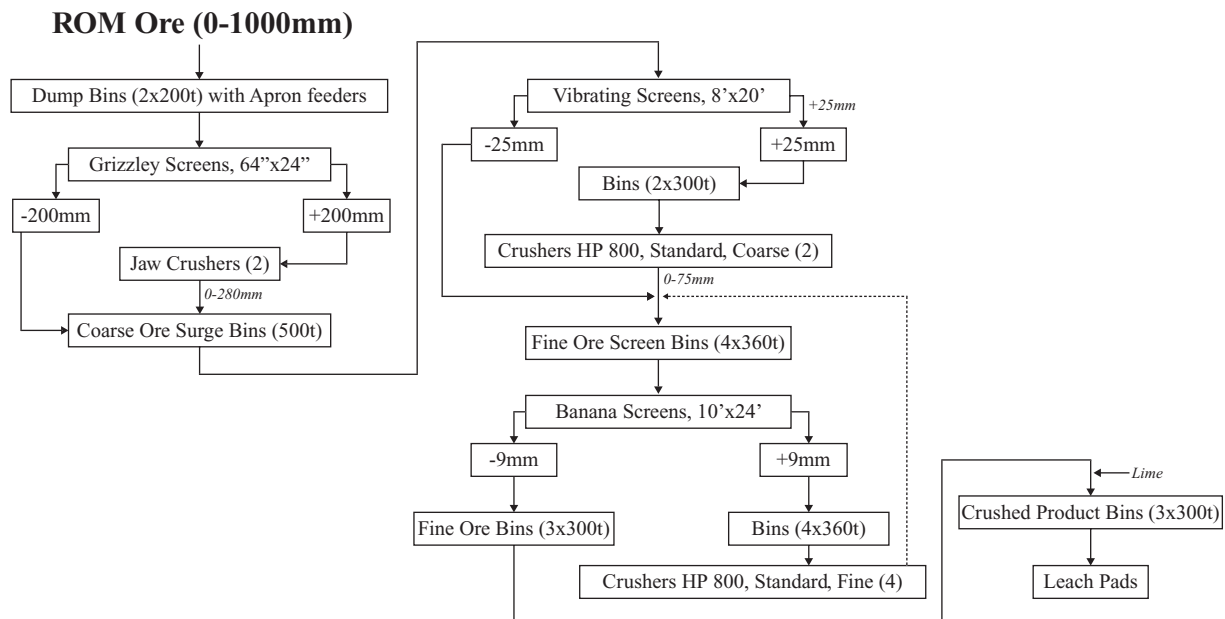 ROM Ore (0-1000mm)
Dump Bins (2x200t) with Apron feeders
Grizzley Screens, 64”x24”
-200mm
+200mm
Jaw Crushers (2)
0-280mm
Coarse Ore Surge Bins (500t)
Vibrating Screens, 8’x20’
+25mm
-25mm
+25mm
Bins (2x300t)
Crushers HP 800, Standard, Coarse (2)
0-75mm
Fine Ore Screen Bins (4x360t)
Banana Screens, 10’x24’
-9mm
+9mm
Fine Ore Bins (3x300t)
Bins (4x360t)
Crushers HP 800, Standard, Fine (4)
Lime
Crushed Product Bins (3x300t)
Leach Pads